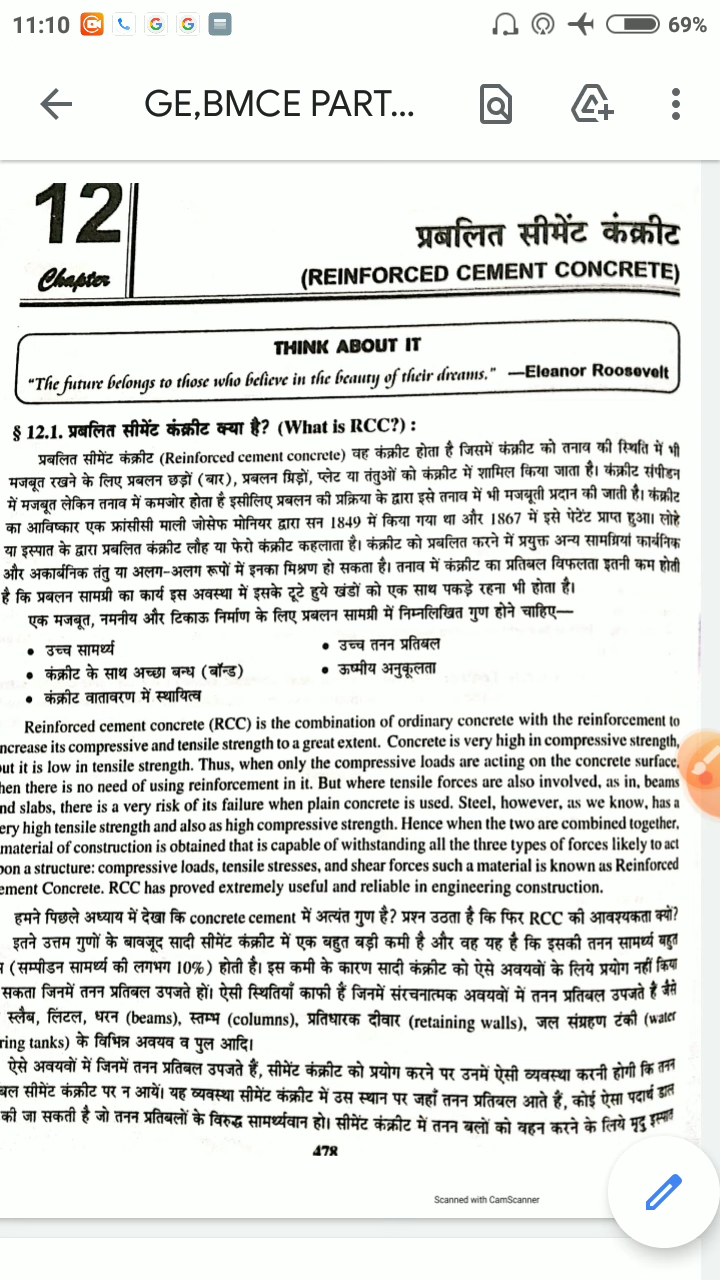 11:10
69%
GE,BMCE PART...
12
Chapter
प्रबलित सीमेंट कंक्रीट
(REINFORCED CEMENT CONCRETE)
THINK ABOUT IT
"The future belongs to those who believe in the beauty of their dreams." —Eleanor Roosevelt
§ 12.1. प्रबलित सीमेंट कंक्रीट क्या है? (What is RCC?) :
प्रबलित सीमेंट कंक्रीट (Reinforced cement concrete) वह कंक्रीट होता है जिसमें कंक्रीट को तनाव की स्थिति में भी
मजबूत रखने के लिए प्रबलन छड़ों (बार), प्रबलन ग्रिड़ों, प्लेट या तंतुओं को कंक्रीट में शामिल किया जाता है। कंक्रीट संपीडन
में मजबूत लेकिन तनाव में कमजोर होता है इसीलिए प्रबलन की प्रक्रिया के द्वारा इसे तनाव में भी मजबूती प्रदान की जाती है। कंक्रीट
का आविष्कार एक फ्रांसीसी माली जोसेफ मोनियर द्वारा सन 1849 में किया गया था और 1867 में इसे पेटेंट प्राप्त हुआ। लोहे
या इस्पात के द्वारा प्रबलित कंक्रीट लौह या फेरो कंक्रीट कहलाता है। कंक्रीट को प्रबलित करने में प्रयुक्त अन्य सामग्रियां कार्बनिक
और अकार्बनिक तंतु या अलग-अलग रूपों में इनका मिश्रण हो सकता है। तनाव में कंक्रीट का प्रतिबल विफलता इतनी कम होती
है कि प्रबलन सामग्री का कार्य इस अवस्था में इसके टूटे हुये खंडों को एक साथ पकड़े रहना भी होता है।
एक मजबूत, नमनीय और टिकाऊ निर्माण के लिए प्रबलन सामग्री में निम्नलिखित गुण होने चाहिए—
• उच्च सामर्थ्य • उच्च तनन प्रतिबल
• कंक्रीट के साथ अच्छा बन्ध (बॉन्ड) • ऊष्मीय अनुकूलता
• कंक्रीट वातावरण में स्थायित्व
Reinforced cement concrete (RCC) is the combination of ordinary concrete with the reinforcement to
ncrease its compressive and tensile strength to a great extent. Concrete is very high in compressive strength,
out it is low in tensile strength. Thus, when only the compressive loads are acting on the concrete surface,
hen there is no need of using reinforcement in it. But where tensile forces are also involved, as in, beams
nd slabs, there is a very risk of its failure when plain concrete is used. Steel, however, as we know, has a
ery high tensile strength and also as high compressive strength. Hence when the two are combined together,
material of construction is obtained that is capable of withstanding all the three types of forces likely to act
pon a structure: compressive loads, tensile stresses, and shear forces such a material is known as Reinforced
ement Concrete. RCC has proved extremely useful and reliable in engineering construction.
हमने पिछले अध्याय में देखा कि concrete cement में अत्यंत गुण है? प्रश्न उठता है कि फिर RCC की आवश्यकता क्यों?
इतने उत्तम गुणों के बावजूद सादी सीमेंट कंक्रीट में एक बहुत बड़ी कमी है और वह यह है कि इसकी तनन सामर्थ्य बहुत
(सम्पीडन सामर्थ्य की लगभग 10%) होती है। इस कमी के कारण सादी कंक्रीट को ऐसे अवयवों के लिये प्रयोग नहीं किया
सकता जिनमें तनन प्रतिबल उपजते हों। ऐसी स्थितियाँ काफी हैं जिनमें संरचनात्मक अवयवों में तनन प्रतिबल उपजते हैं जैसे
स्लैब, लिंटल, धरन (beams), स्तम्भ (columns), प्रतिधारक दीवार (retaining walls), जल संग्रहण टंकी (water
ring tanks) के विभिन्न अवयव व पुल आदि।
ऐसे अवयवों में जिनमें तनन प्रतिबल उपजते हैं, सीमेंट कंक्रीट को प्रयोग करने पर उनमें ऐसी व्यवस्था करनी होगी कि तनन
बल सीमेंट कंक्रीट पर न आयें। यह व्यवस्था सीमेंट कंक्रीट में उस स्थान पर जहाँ तनन प्रतिबल आते हैं, कोई ऐसा पदार्थ डाल
की जा सकती है जो तनन प्रतिबलों के विरुद्ध सामर्थ्यवान हो। सीमेंट कंक्रीट में तनन बलों को वहन करने के लिये मृदु इस्पात
478
Scanned with CamScanner